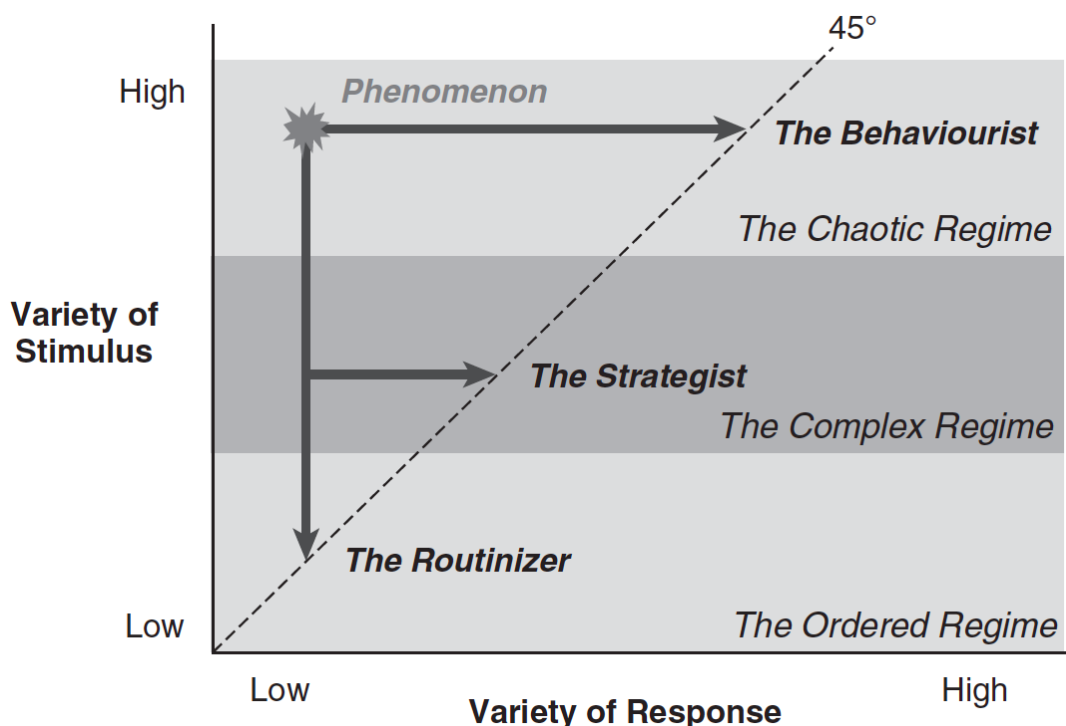 45°
High
Phenomenon
The Behaviourist
The Chaotic Regime
Variety of
Stimulus
The Strategist
The Complex Regime
The Routinizer
Low
The Ordered Regime
Low
High
Variety of Response